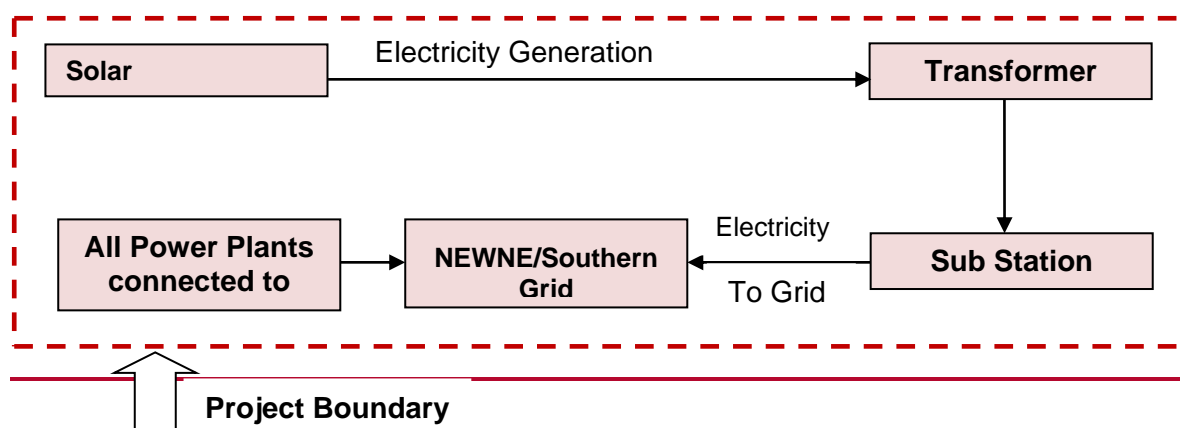 Solar
Electricity Generation
Transformer
All Power Plants
connected to
NEWNE/Southern
Grid
Electricity
To Grid
Sub Station
Project Boundary